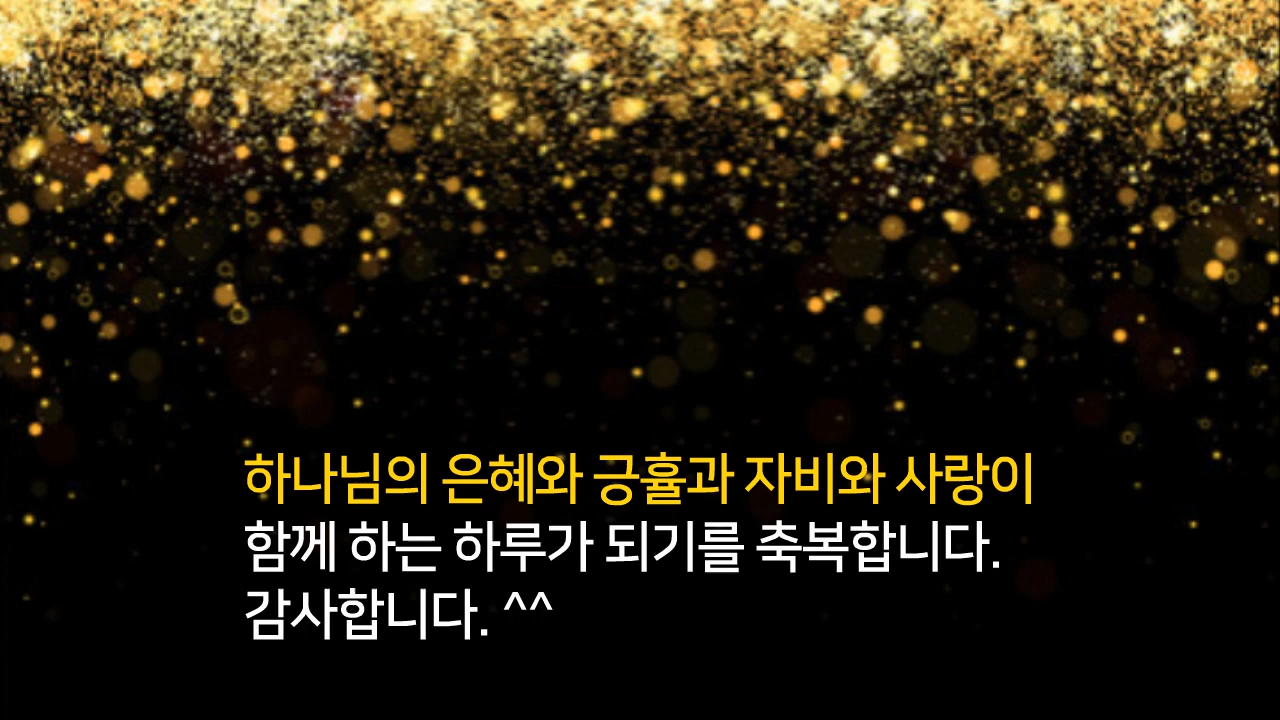 하나님의 은혜와 긍휼과 자비와 사랑이
함께 하는 하루가 되기를 축복합니다.
감사합니다. ^^